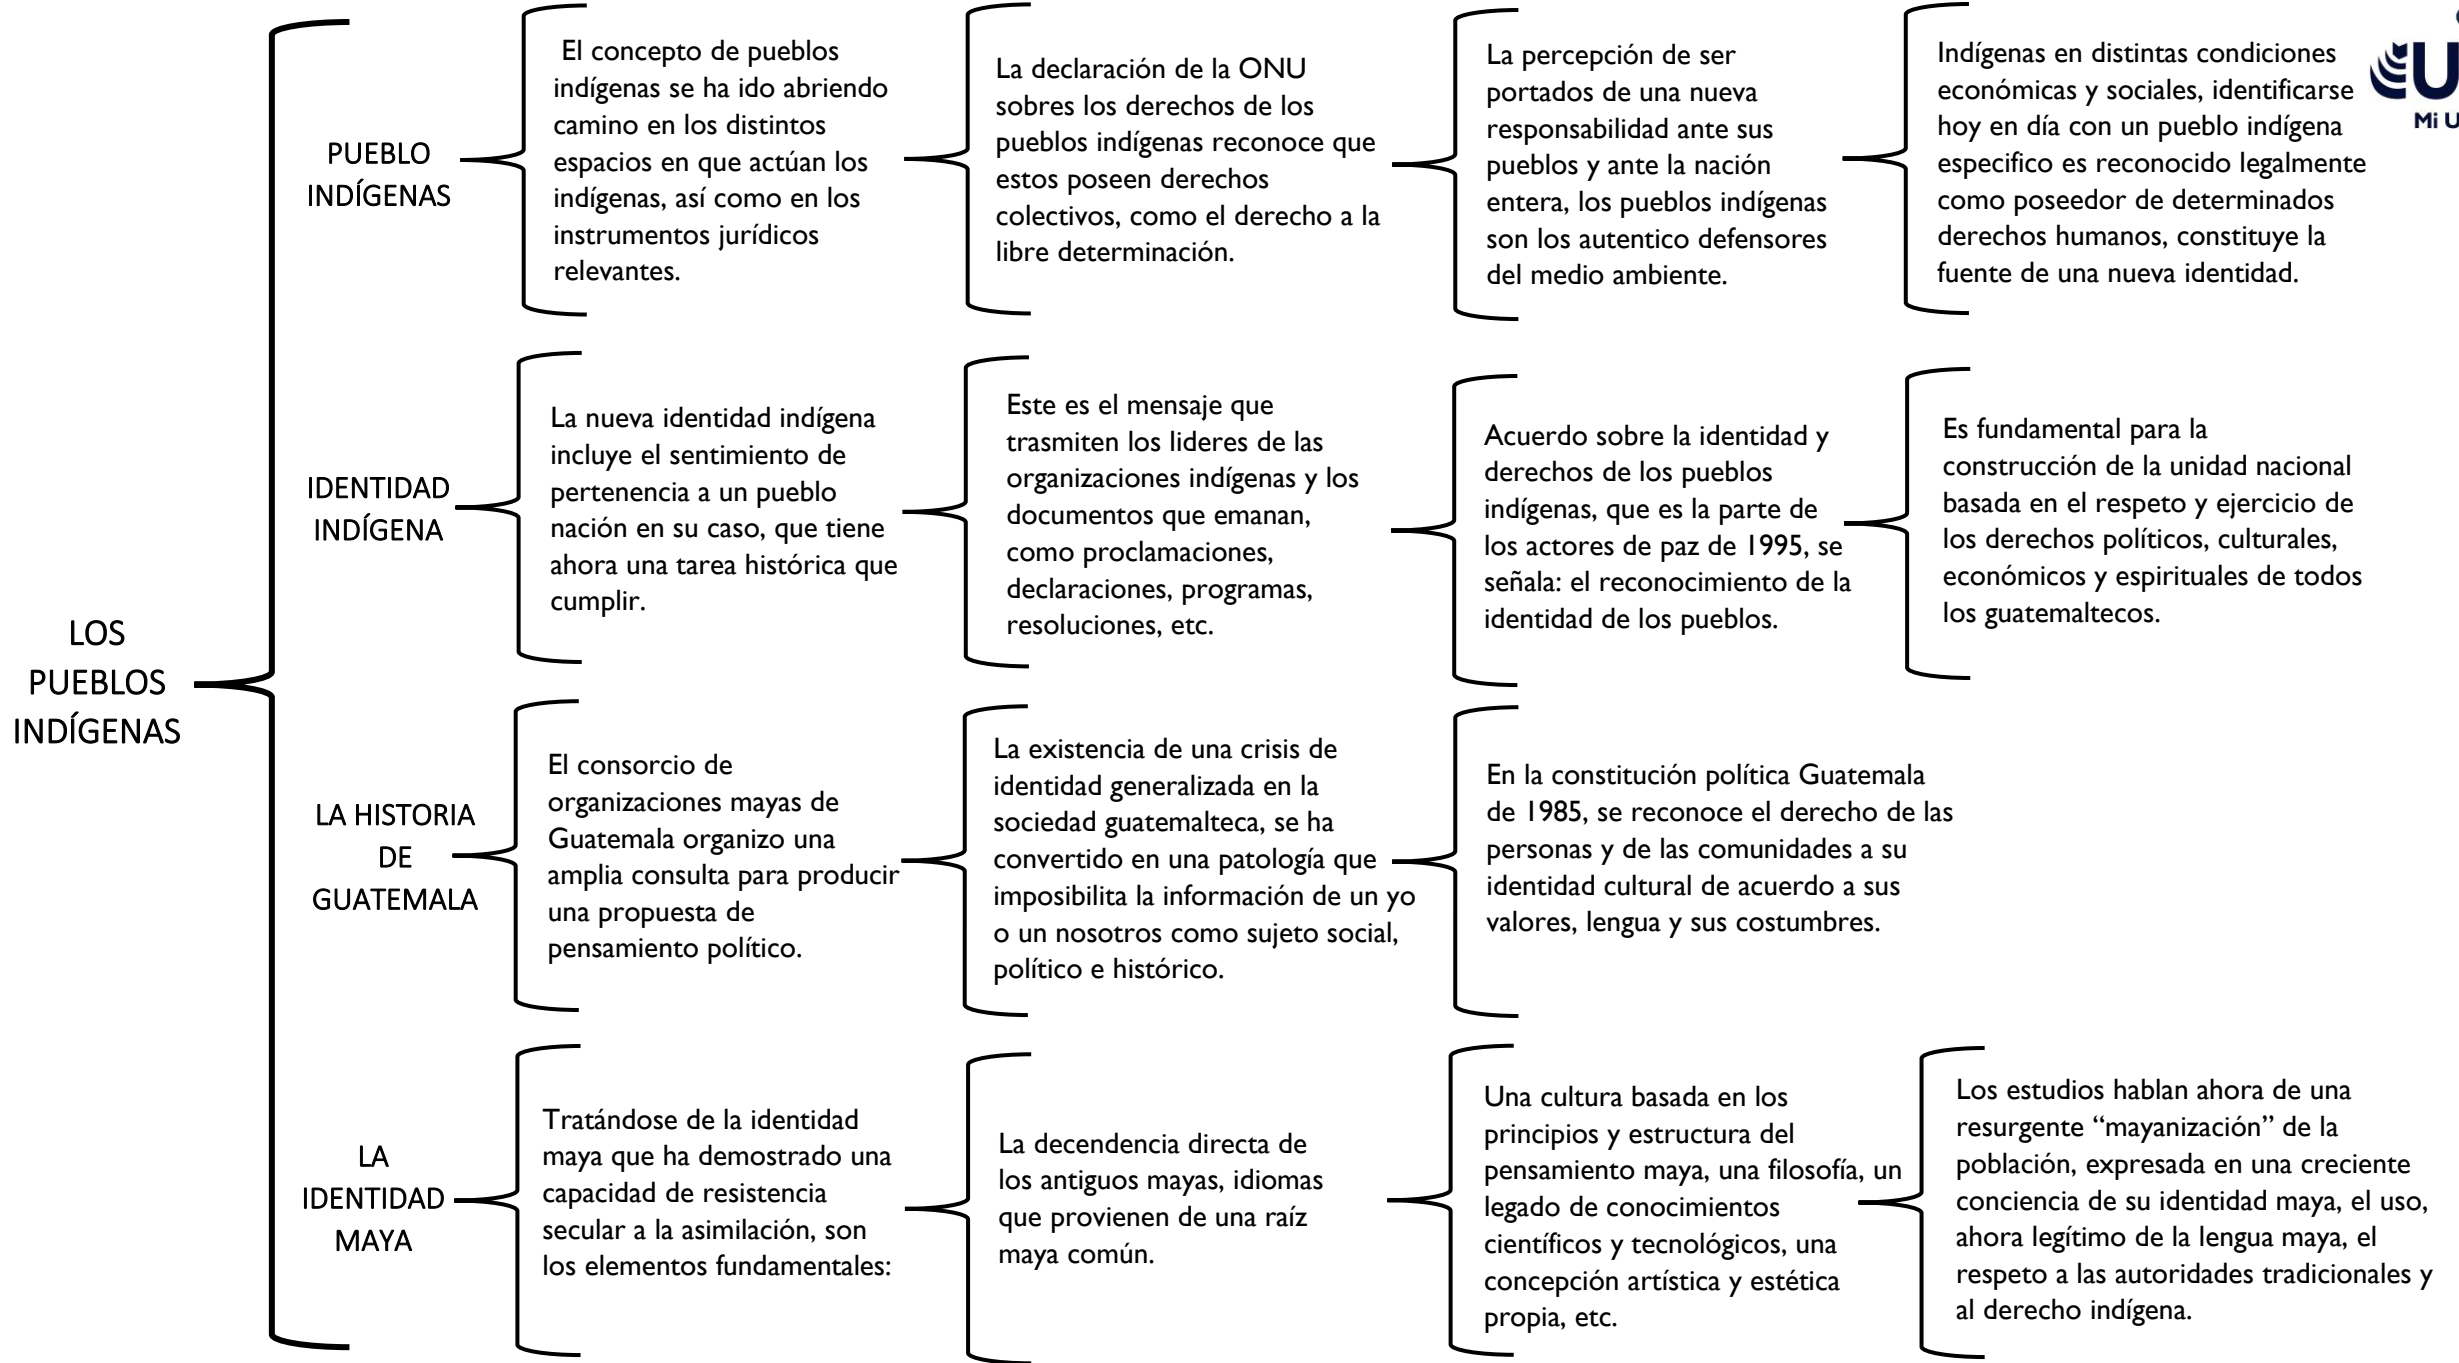 LOS
PUEBLOS
INDÍGENAS
PUEBLO
INDÍGENAS
El concepto de pueblos
indígenas se ha ido abriendo
camino en los distintos
espacios en que actúan los
indígenas, así como en los
instrumentos jurídicos
relevantes.
La declaración de la ONU
sobres los derechos de los
pueblos indígenas reconoce que
estos poseen derechos
colectivos, como el derecho a la
libre determinación.
La percepción de ser
portados de una nueva
responsabilidad ante sus
pueblos y ante la nación
entera, los pueblos indígenas
son los autentico defensores
del medio ambiente.
Indígenas en distintas condiciones
económicas y sociales, identificarse
hoy en día con un pueblo indígena
especifico es reconocido legalmente
como poseedor de determinados
derechos humanos, constituye la
fuente de una nueva identidad.
U
Mi U
IDENTIDAD
INDÍGENA
La nueva identidad indígena
incluye el sentimiento de
pertenencia a un pueblo
nación en su caso, que tiene
ahora una tarea histórica que
cumplir.
Este es el mensaje que
trasmiten los lideres de las
organizaciones indígenas y los
documentos que emanan,
como proclamaciones,
declaraciones, programas,
resoluciones, etc.
Acuerdo sobre la identidad y
derechos de los pueblos
indígenas, que es la parte de
los actores de paz de 1995, se
señala: el reconocimiento de la
identidad de los pueblos.
Es fundamental para la
construcción de la unidad nacional
basada en el respeto y ejercicio de
los derechos políticos, culturales,
económicos y espirituales de todos
los guatemaltecos.
LA HISTORIA
DE
GUATEMALA
El consorcio de
organizaciones mayas de
Guatemala organizo una
amplia consulta para producir
una propuesta de
pensamiento político.
La existencia de una crisis de
identidad generalizada en la
sociedad guatemalteca, se ha
convertido en una patología que
imposibilita la información de un yo
o un nosotros como sujeto social,
político e histórico.
En la constitución política Guatemala
de 1985, se reconoce el derecho de las
personas y de las comunidades a su
identidad cultural de acuerdo a sus
valores, lengua y sus costumbres.
LA
IDENTIDAD
MAYA
Tratándose de la identidad
maya que ha demostrado una
capacidad de resistencia
secular a la asimilación, son
los elementos fundamentales:
La decendencia directa de
los antiguos mayas, idiomas
que provienen de una raíz
maya común.
Una cultura basada en los
principios y estructura del
pensamiento maya, una filosofía, un
legado de conocimientos
científicos y tecnológicos, una
concepción artística y estética
propia, etc.
Los estudios hablan ahora de una
resurgente “mayanización” de la
población, expresada en una creciente
conciencia de su identidad maya, el uso,
ahora legítimo de la lengua maya, el
respeto a las autoridades tradicionales y
al derecho indígena.